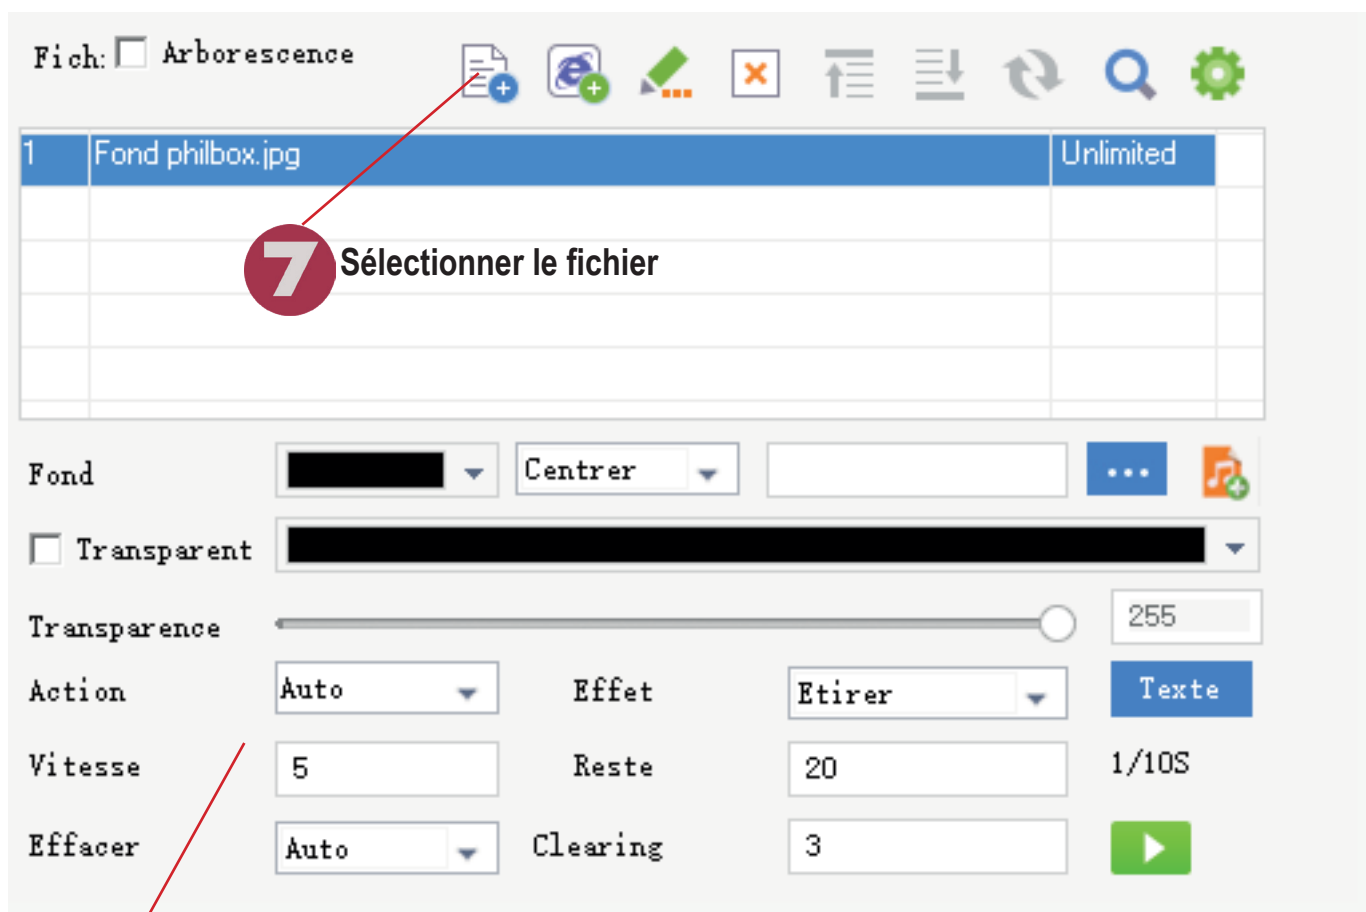 Fich: Arborescence
1 Fond philbox.jpg Unlimited
7 Sélectionner le fichier
Fond Centrer ...
Transparent
Transparence 255
Action Auto Effet Etirer Texte
Vitesse 5 Reste 20 1/10S
Effacer Auto Clearing 3